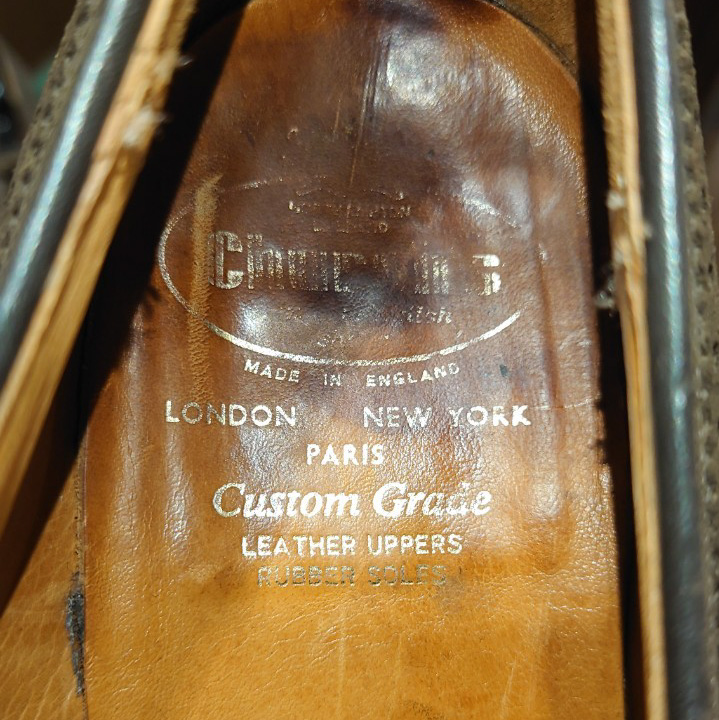 Church's
MADE IN ENGLAND
LONDON NEW YORK
PARIS
Custom Grade
LEATHER UPPERS
RUBBER SOLES